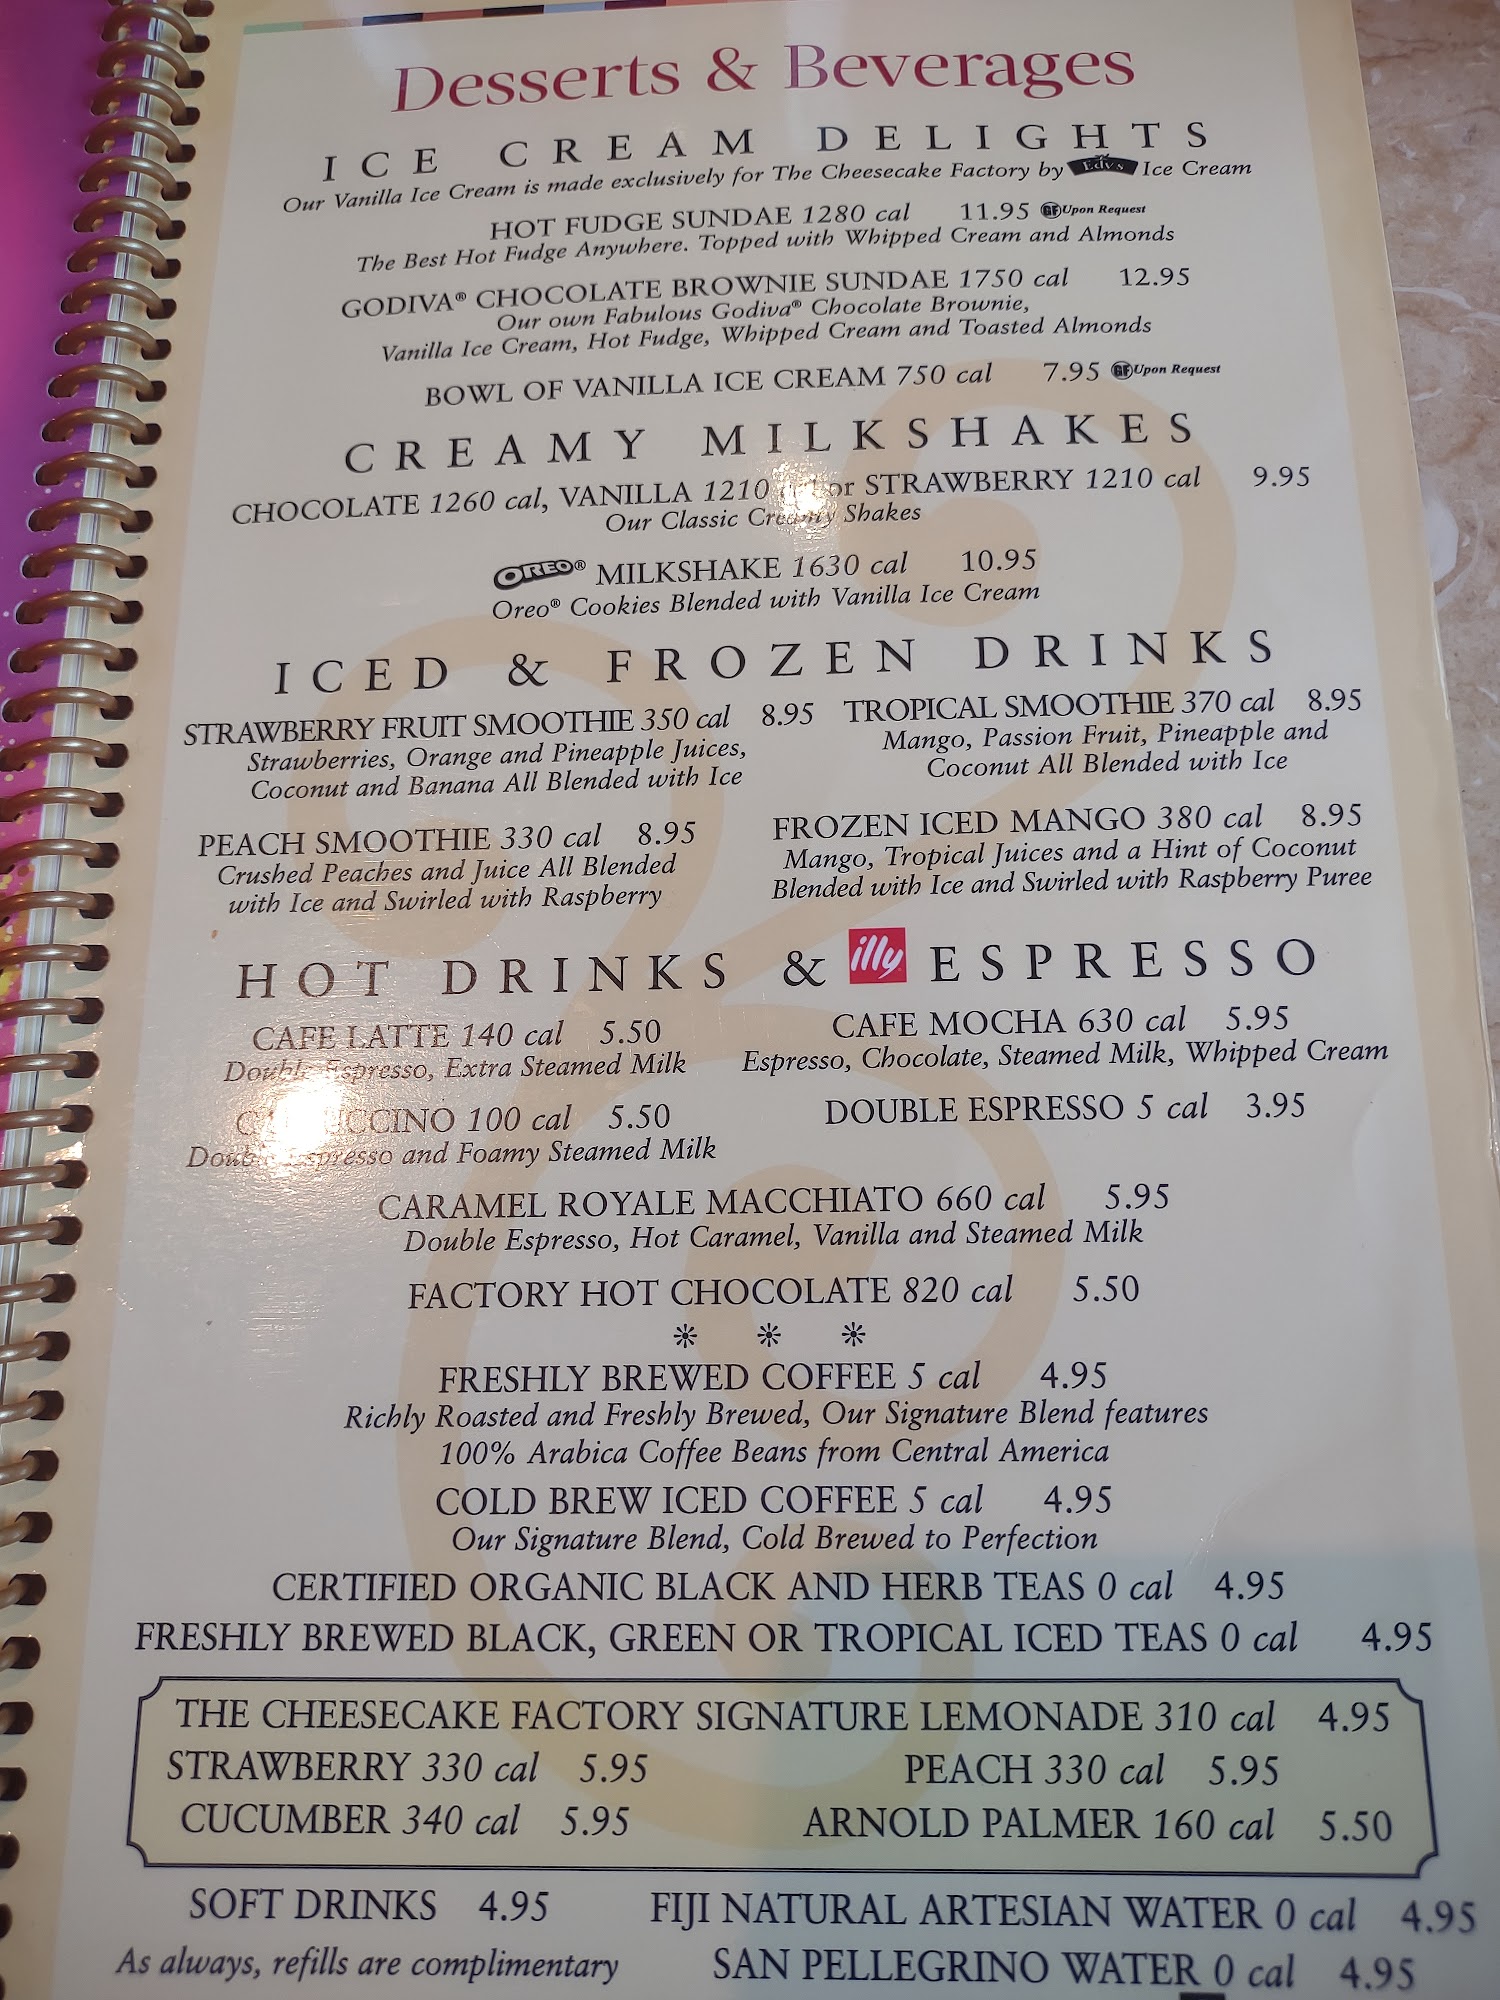 Desserts & Beverages
ICE CREAM DELIGHTS
Our Vanilla Ice Cream is made exclusively for The Cheesecake Factory by Edy's Ice Cream
HOT FUDGE SUNDAE 1280 cal 11.95 GF Upon Request
The Best Hot Fudge Anywhere. Topped with Whipped Cream and Almonds
GODIVA® CHOCOLATE BROWNIE SUNDAE 1750 cal 12.95
Our own Fabulous Godiva® Chocolate Brownie,
Vanilla Ice Cream, Hot Fudge, Whipped Cream and Toasted Almonds
BOWL OF VANILLA ICE CREAM 750 cal 7.95 GF Upon Request
CREAMY MILKSHAKES
CHOCOLATE 1260 cal, VANILLA 1210 or STRAWBERRY 1210 cal 9.95
Our Classic Creamy Shakes
OREO® MILKSHAKE 1630 cal 10.95
Oreo® Cookies Blended with Vanilla Ice Cream
ICED & FROZEN DRINKS
STRAWBERRY FRUIT SMOOTHIE 350 cal 8.95
Strawberries, Orange and Pineapple Juices,
Coconut and Banana All Blended with Ice
TROPICAL SMOOTHIE 370 cal 8.95
Mango, Passion Fruit, Pineapple and
Coconut All Blended with Ice
PEACH SMOOTHIE 330 cal 8.95
Crushed Peaches and Juice All Blended
with Ice and Swirled with Raspberry
FROZEN ICED MANGO 380 cal 8.95
Mango, Tropical Juices and a Hint of Coconut
Blended with Ice and Swirled with Raspberry Puree
HOT DRINKS & illy ESPRESSO
CAFE LATTE 140 cal 5.50
Double Espresso, Extra Steamed Milk
CAFE MOCHA 630 cal 5.95
Espresso, Chocolate, Steamed Milk, Whipped Cream
CAPPUCCINO 100 cal 5.50
Double Espresso and Foamy Steamed Milk
DOUBLE ESPRESSO 5 cal 3.95
CARAMEL ROYALE MACCHIATO 660 cal 5.95
Double Espresso, Hot Caramel, Vanilla and Steamed Milk
FACTORY HOT CHOCOLATE 820 cal 5.50
FRESHLY BREWED COFFEE 5 cal 4.95
Richly Roasted and Freshly Brewed, Our Signature Blend features
100% Arabica Coffee Beans from Central America
COLD BREW ICED COFFEE 5 cal 4.95
Our Signature Blend, Cold Brewed to Perfection
CERTIFIED ORGANIC BLACK AND HERB TEAS 0 cal 4.95
FRESHLY BREWED BLACK, GREEN OR TROPICAL ICED TEAS 0 cal 4.95
THE CHEESECAKE FACTORY SIGNATURE LEMONADE 310 cal 4.95
STRAWBERRY 330 cal 5.95 PEACH 330 cal 5.95
CUCUMBER 340 cal 5.95 ARNOLD PALMER 160 cal 5.50
SOFT DRINKS 4.95
As always, refills are complimentary
FIJI NATURAL ARTESIAN WATER 0 cal 4.95
SAN PELLEGRINO WATER 0 cal 4.95